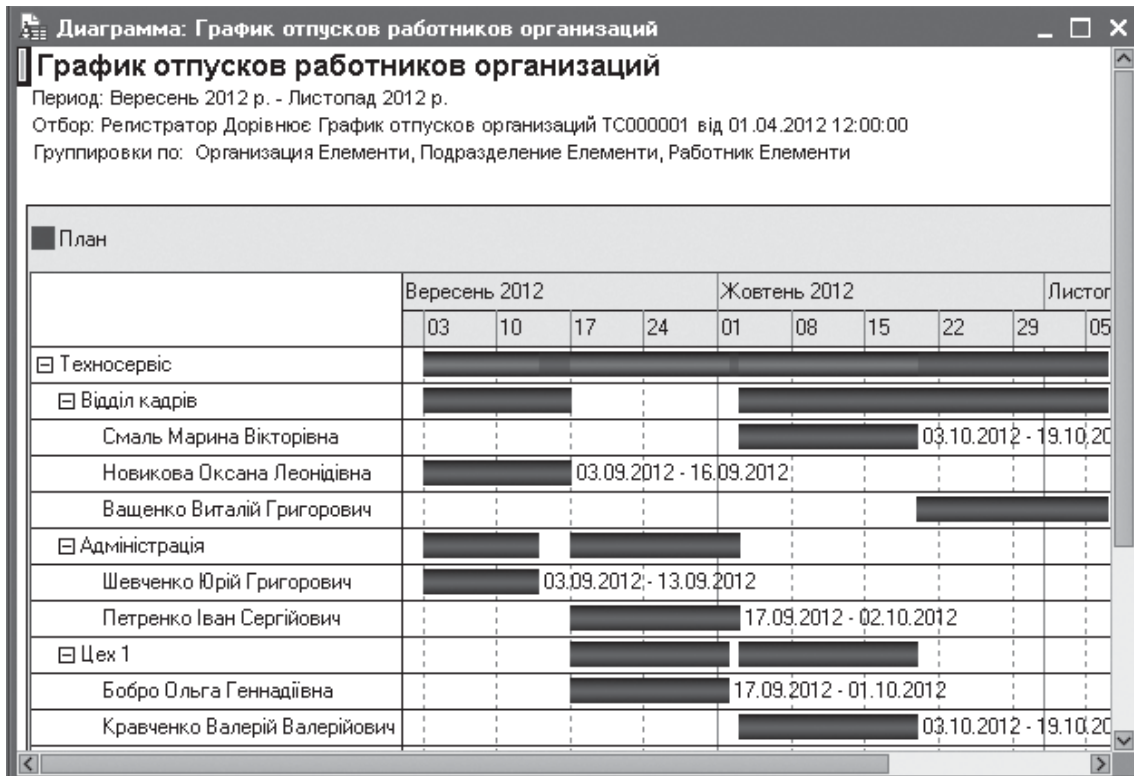 Диаграмма: График отпусков работников организаций
График отпусков работников организаций
Период: Вересень 2012 р. - Листопад 2012 р.
Отбор: Регистратор Дорівнює График отпусков организаций ТС000001 від 01.04.2012 12:00:00
Группировки по: Организация Елементи, Подразделение Елементи, Работник Елементи
План
Вересень 2012 Жовтень 2012 Листоп
03 10 17 24 01 08 15 22 29 05
Техносервіс
Відділ кадрів
Смаль Марина Вікторівна 03.10.2012 - 19.10.20
Новикова Оксана Леонідівна 03.09.2012 - 16.09.2012
Ващенко Виталій Григорович
Адміністрація
Шевченко Юрій Григорович 03.09.2012 - 13.09.2012
Петренко Іван Сергійович 17.09.2012 - 02.10.2012
Цех 1
Бобро Ольга Геннадіївна 17.09.2012 - 01.10.2012
Кравченко Валерій Валерійович 03.10.2012 - 19.10.20